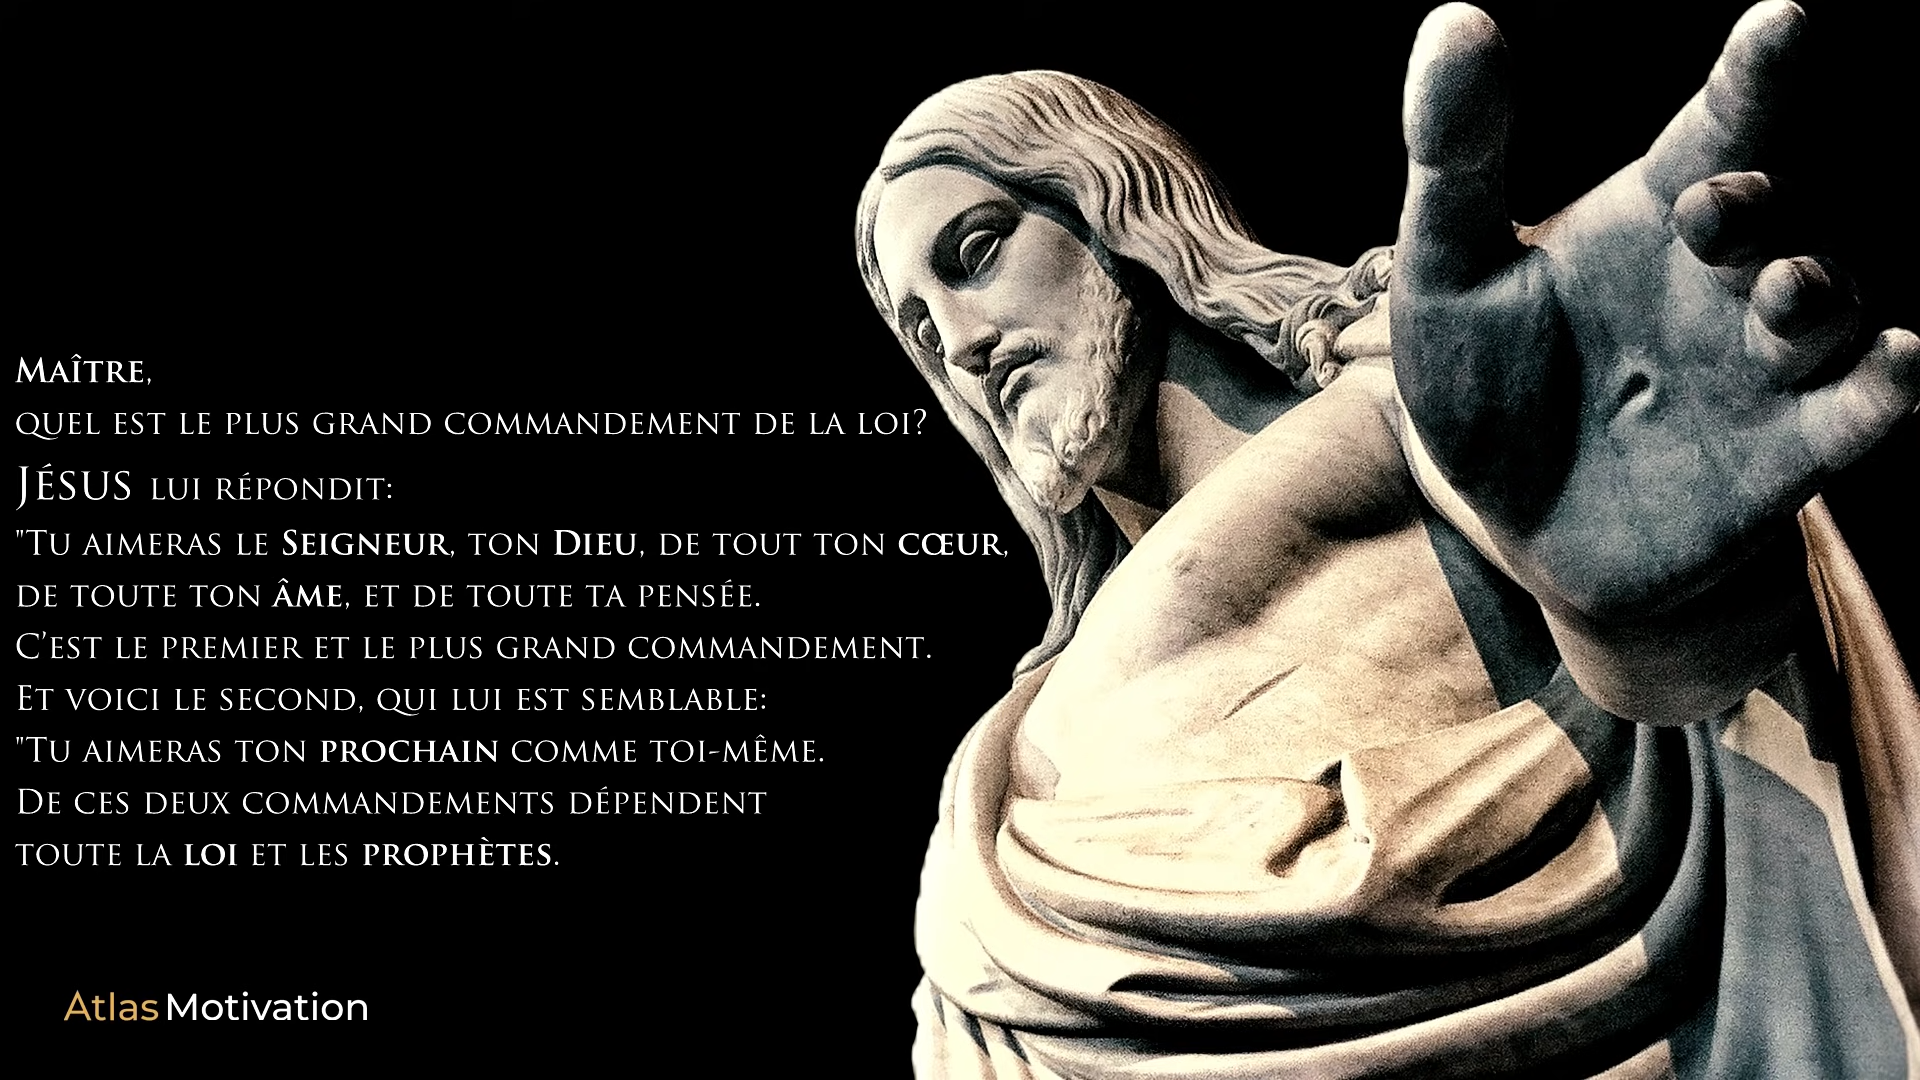 Maître,
quel est le plus grand commandement de la loi?
Jésus lui répondit:
"Tu aimeras le Seigneur, ton Dieu, de tout ton cœur,
de toute ton âme, et de toute ta pensée.
C'est le premier et le plus grand commandement.
Et voici le second, qui lui est semblable:
"Tu aimeras ton prochain comme toi-même.
De ces deux commandements dépendent
toute la loi et les prophètes.
Atlas Motivation